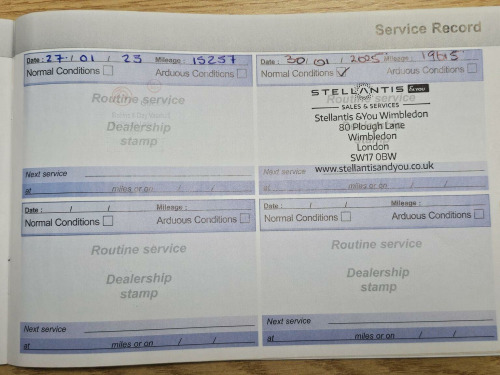 Service Record
Date : 27 / 01 / 23 Mileage : 15257
Normal Conditions Arduous Conditions
Routine service
Dealership
stamp
Next service
at miles or on / /
Date : 30 / 01 / 2025 Mileage :
Normal Conditions Arduous Conditions
STELLANTIS &you
Routine service
SALES & SERVICES
Stellantis &You Wimbledon
80 Plough Lane
Wimbledon
London
SW17 0BW
Next service
www.stellantisandyou.co.uk
at miles or on / /
Date : / / Mileage :
Normal Conditions Arduous Conditions
Routine service
Dealership
stamp
Next service
at miles or on / /
Date : / / Mileage :
Normal Conditions Arduous Conditions
Routine service
Dealership
stamp
Next service
at miles or on / /